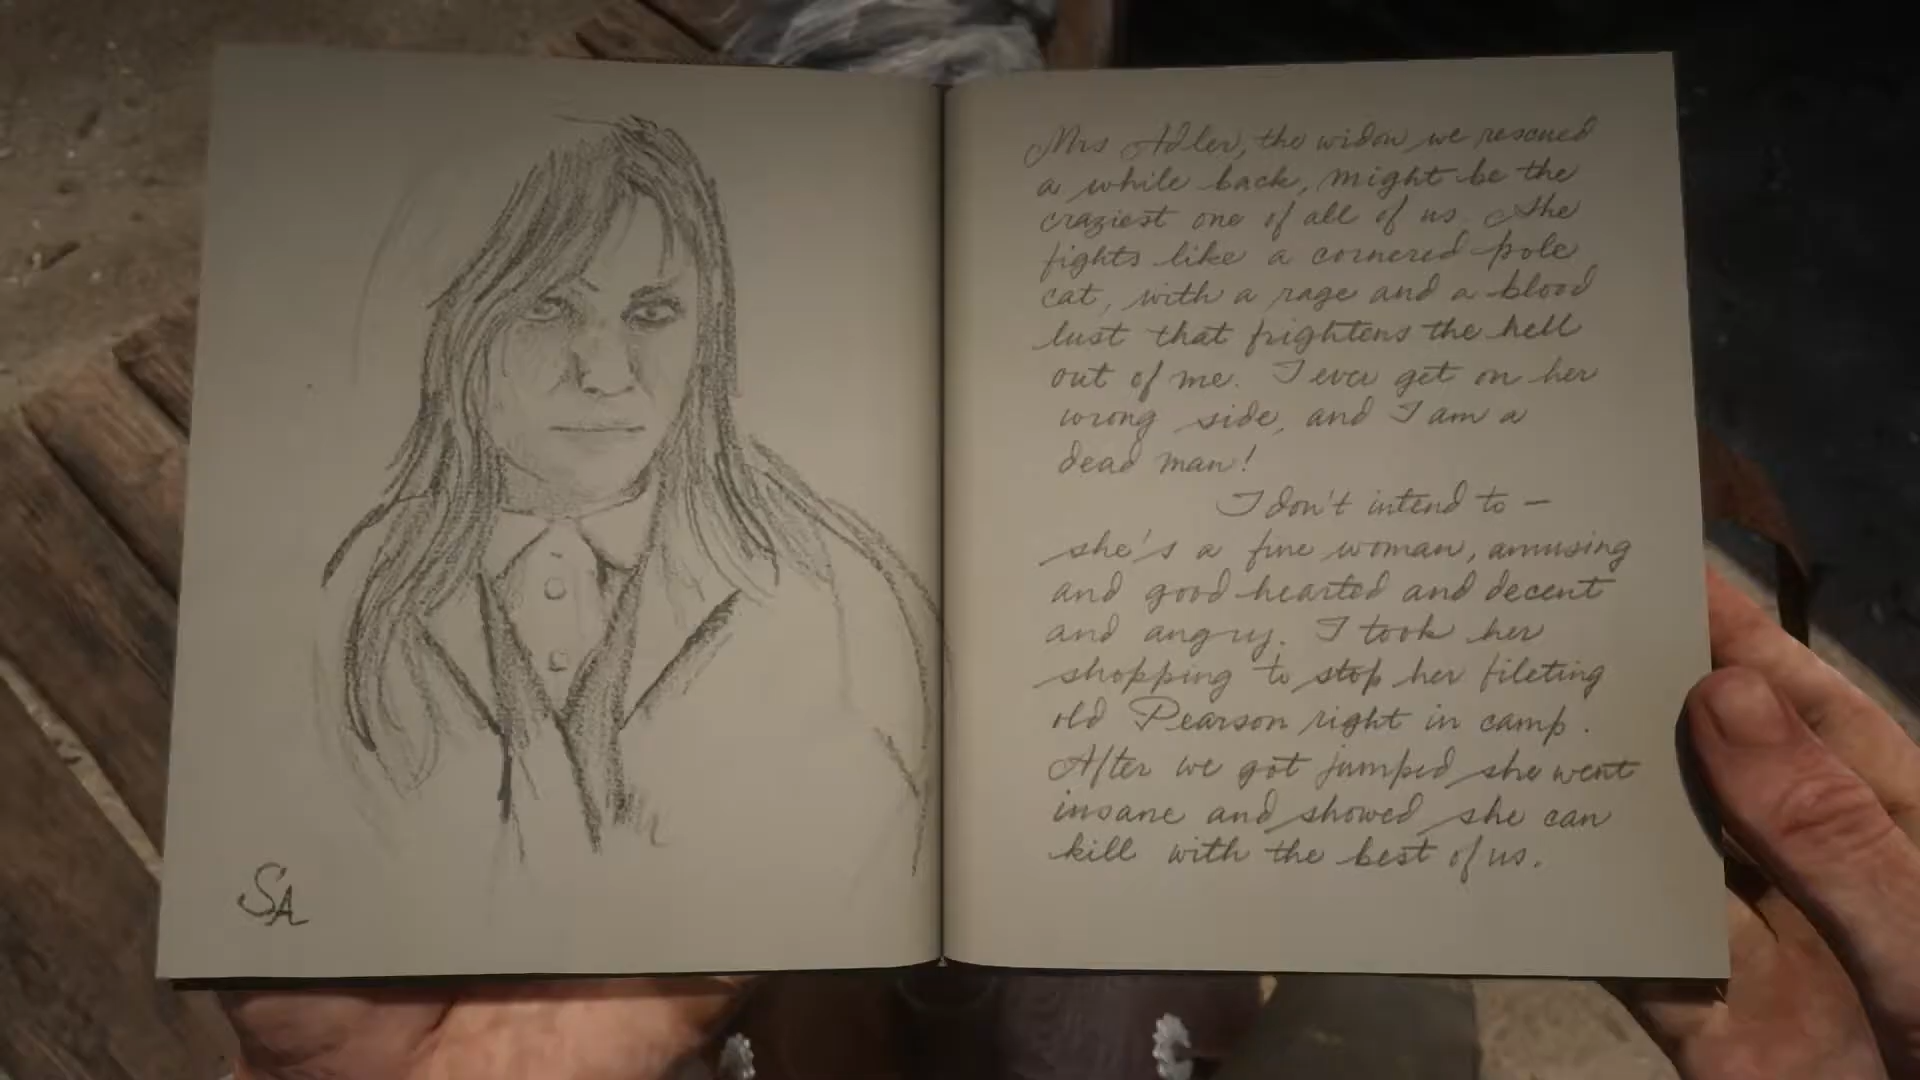 SA
Mrs Adler, the widow we rescued
a while back, might be the
craziest one of all of us. She
fights like a cornered pole
cat, with a rage and a blood
lust that frightens the hell
out of me. I ever get on her
wrong side, and I am a
dead man!
I don't intend to –
she's a fine woman, amusing
and good hearted and decent
and angry. I took her
shopping to stop her fileting
old Pearson right in camp.
After we got jumped she went
insane and showed she can
kill with the best of us.